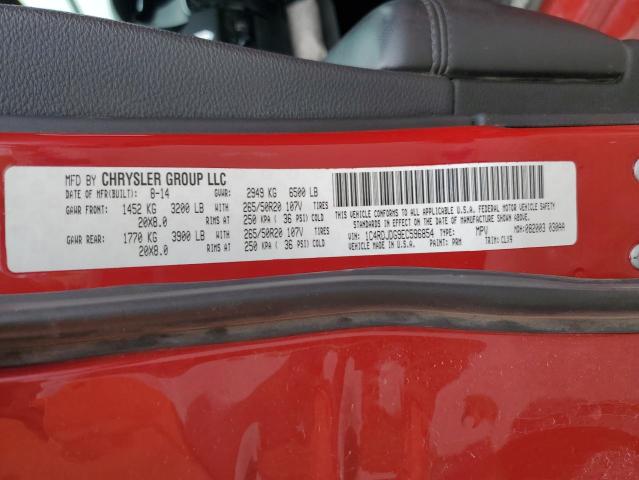 MFD BY CHRYSLER GROUP LLC
DATE OF MFR(BUILT): 8-14 GVWR: 2949 KG 6500 LB
GAWR FRONT: 1452 KG 3200 LB 265/50R20 107V TIRES
20X8.0 RIMS AT 250 KPA ( 36 PSI COLD)
GAWR REAR: 1770 KG 3900 LB 265/50R20 107V TIRES
20X8.0 RIMS AT 250 KPA ( 36 PSI COLD)
THIS VEHICLE CONFORMS TO ALL APPLICABLE U.S.A. FEDERAL MOTOR VEHICLE SAFETY
STANDARDS IN EFFECT ON THE DATE OF MANUFACTURE SHOWN ABOVE.
VIN: 1C4RDJDG9EC596854 TYPE: MPV MDH: 082003 030AA
VEHICLE MADE IN U.S.A. PAINT: PRM TRIM: CLX9